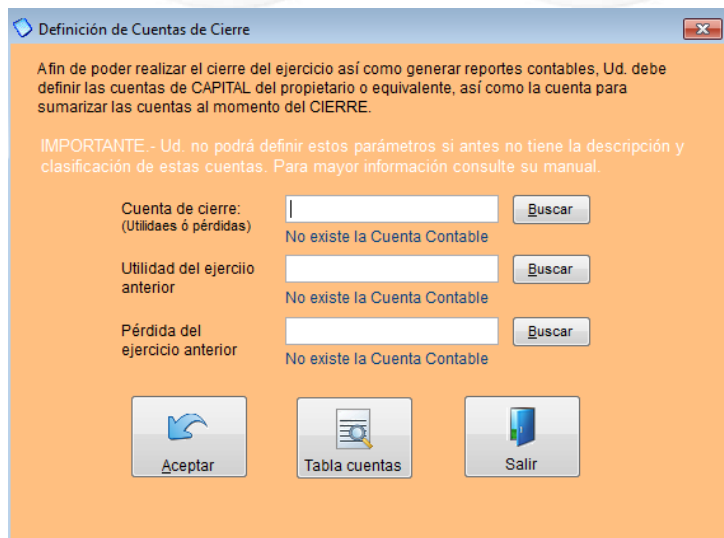 Definición de Cuentas de Cierre
Afin de poder realizar el cierre del ejercicio así como generar reportes contables, Ud. debe
definir las cuentas de CAPITAL del propietario o equivalente, así como la cuenta para
sumarizar las cuentas al momento del CIERRE.
IMPORTANTE.- Ud. no podrá definir estos parámetros si antes no tiene la descripción y
clasificación de estas cuentas. Para mayor información consulte su manual.
Cuenta de cierre:
(Utilidaes ó pérdidas)
Buscar
No existe la Cuenta Contable
Utilidad del ejerciio
anterior
Buscar
No existe la Cuenta Contable
Pérdida del
ejercicio anterior
Buscar
No existe la Cuenta Contable
Aceptar
Tabla cuentas
Salir